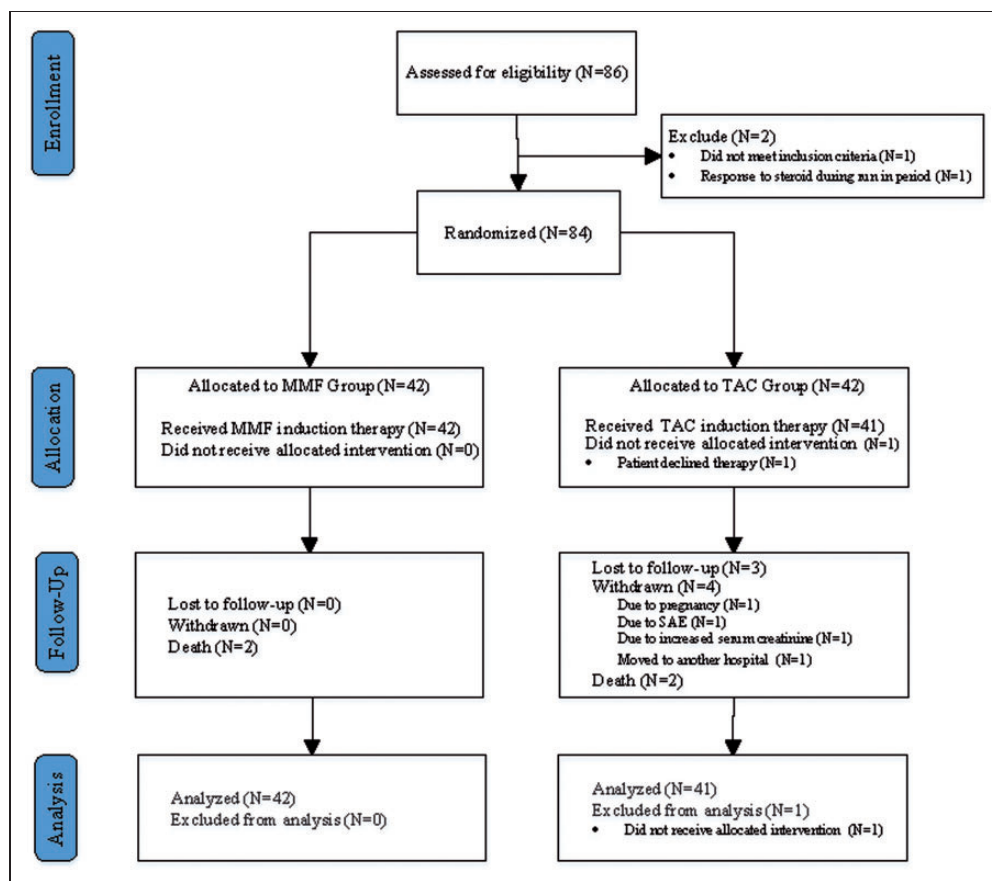 Enrollment
Assessed for eligibility (N=86)
Exclude (N=2)
• Did not meet inclusion criteria (N=1)
• Response to steroid during run in period (N=1)
Randomized (N=84)
Allocation
Allocated to MMF Group (N=42)
Received MMF induction therapy (N=42)
Did not receive allocated intervention (N=0)
Allocated to TAC Group (N=42)
Received TAC induction therapy (N=41)
Did not receive allocated intervention (N=1)
• Patient declined therapy (N=1)
Follow-Up
Lost to follow-up (N=0)
Withdrawn (N=0)
Death (N=2)
Lost to follow-up (N=3)
Withdrawn (N=4)
Due to pregnancy (N=1)
Due to SAE (N=1)
Due to increased serum creatinine (N=1)
Moved to another hospital (N=1)
Death (N=2)
Analysis
Analyzed (N=42)
Excluded from analysis (N=0)
Analyzed (N=41)
Excluded from analysis (N=1)
• Did not receive allocated intervention (N=1)